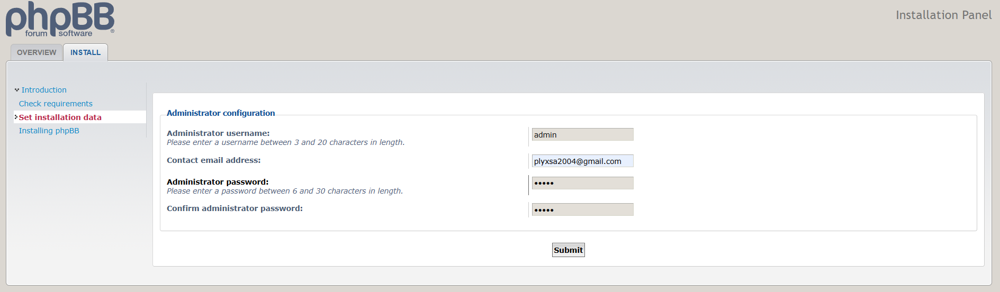 phpBB
forum software®
Installation Panel
OVERVIEW INSTALL
Introduction
Check requirements
Set installation data
Installing phpBB
Administrator configuration
Administrator username: admin
Please enter a username between 3 and 20 characters in length.
Contact email address: plyxsa2004@gmail.com
Administrator password: •••••
Please enter a password between 6 and 30 characters in length.
Confirm administrator password: •••••
Submit